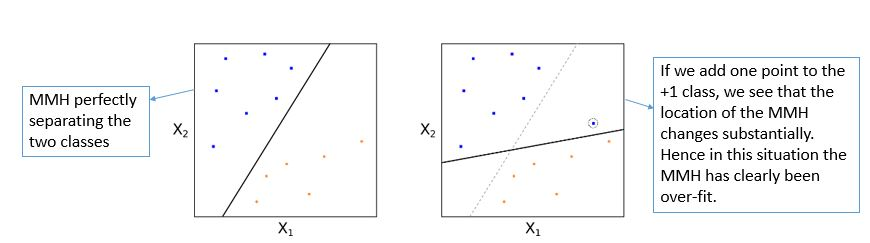 MMH perfectly
separating the
two classes
X2
X1
X2
X1
If we add one point to the
+1 class, we see that the
location of the MMH
changes substantially.
Hence in this situation the
MMH has clearly been
over-fit.